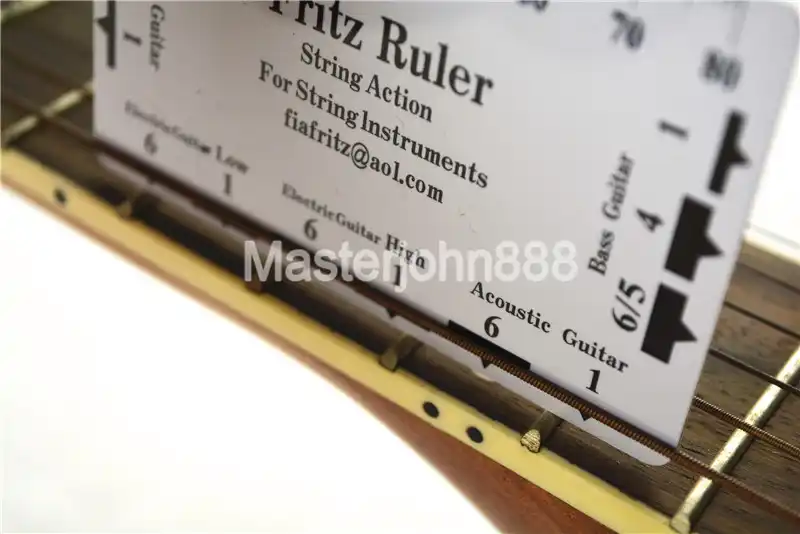 Fritz Ruler
String Action
For String Instruments
fiafritz@aol.com
70
80
Guitar
1
ElectricGuitar Low
6 1
ElectricGuitar High
6 1
Acoustic Guitar
6 1
Bass Guitar
1
4
6/5
Masterjohn888